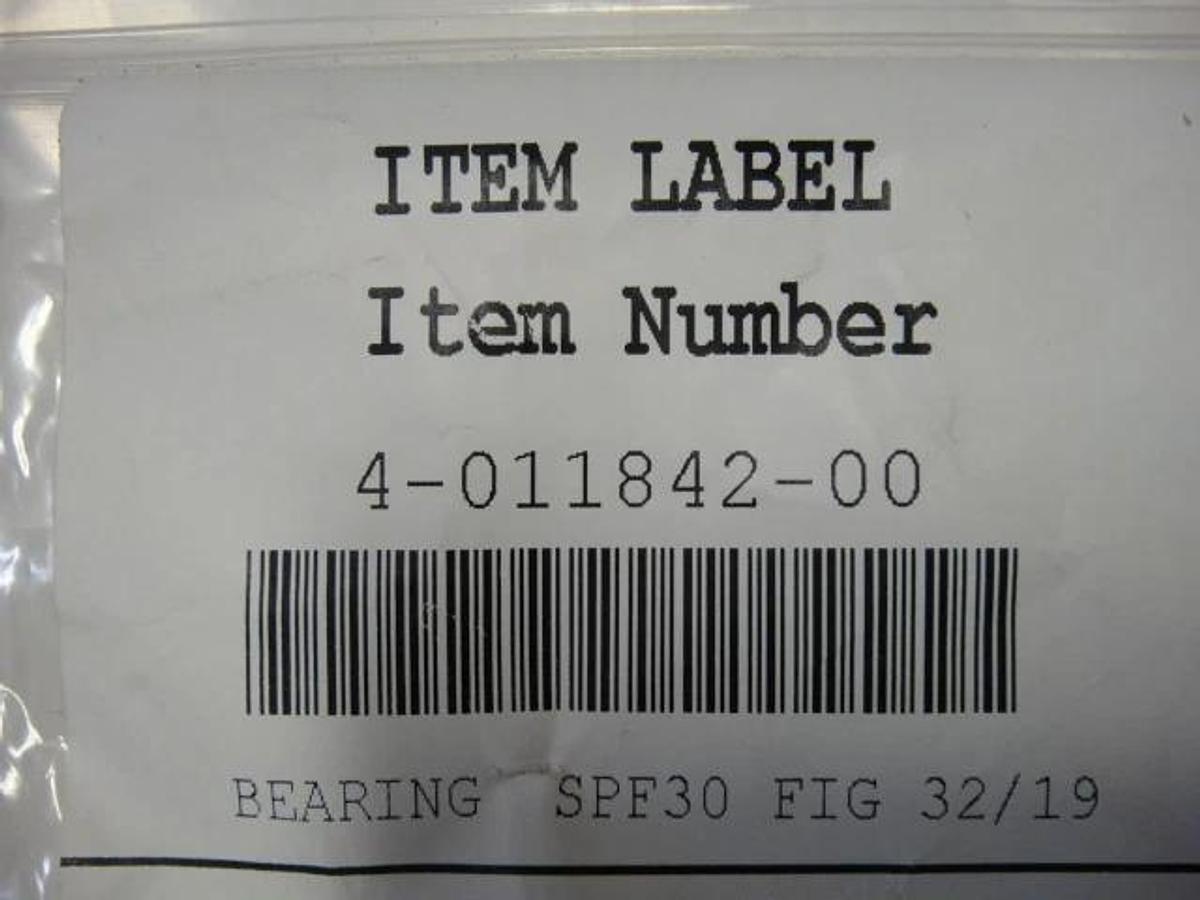 ITEM LABEL
Item Number
4-011842-00
BEARING SPF30 FIG 32/19